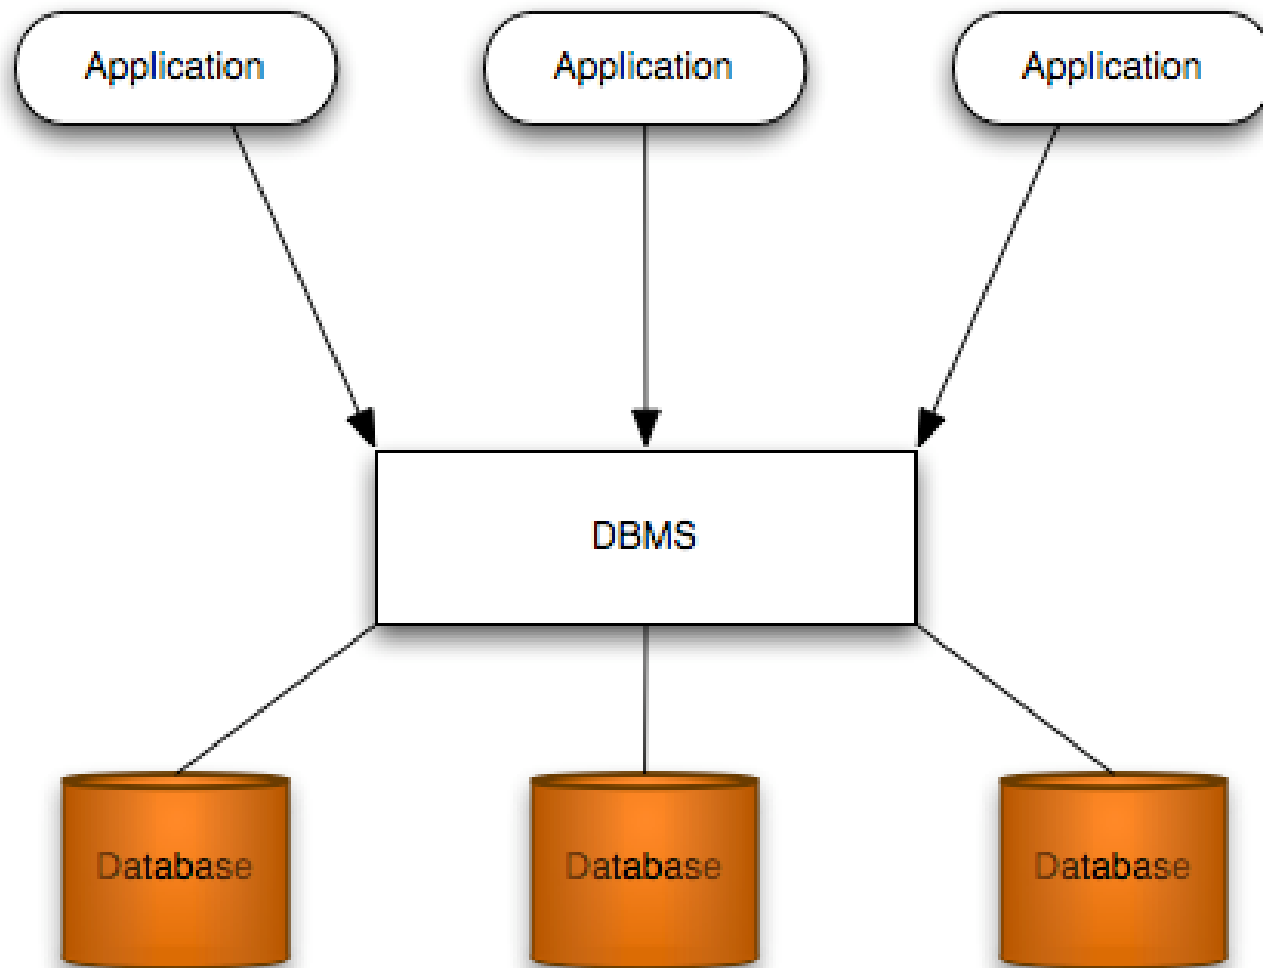 Application
Application
Application
DBMS
Database
Database
Database